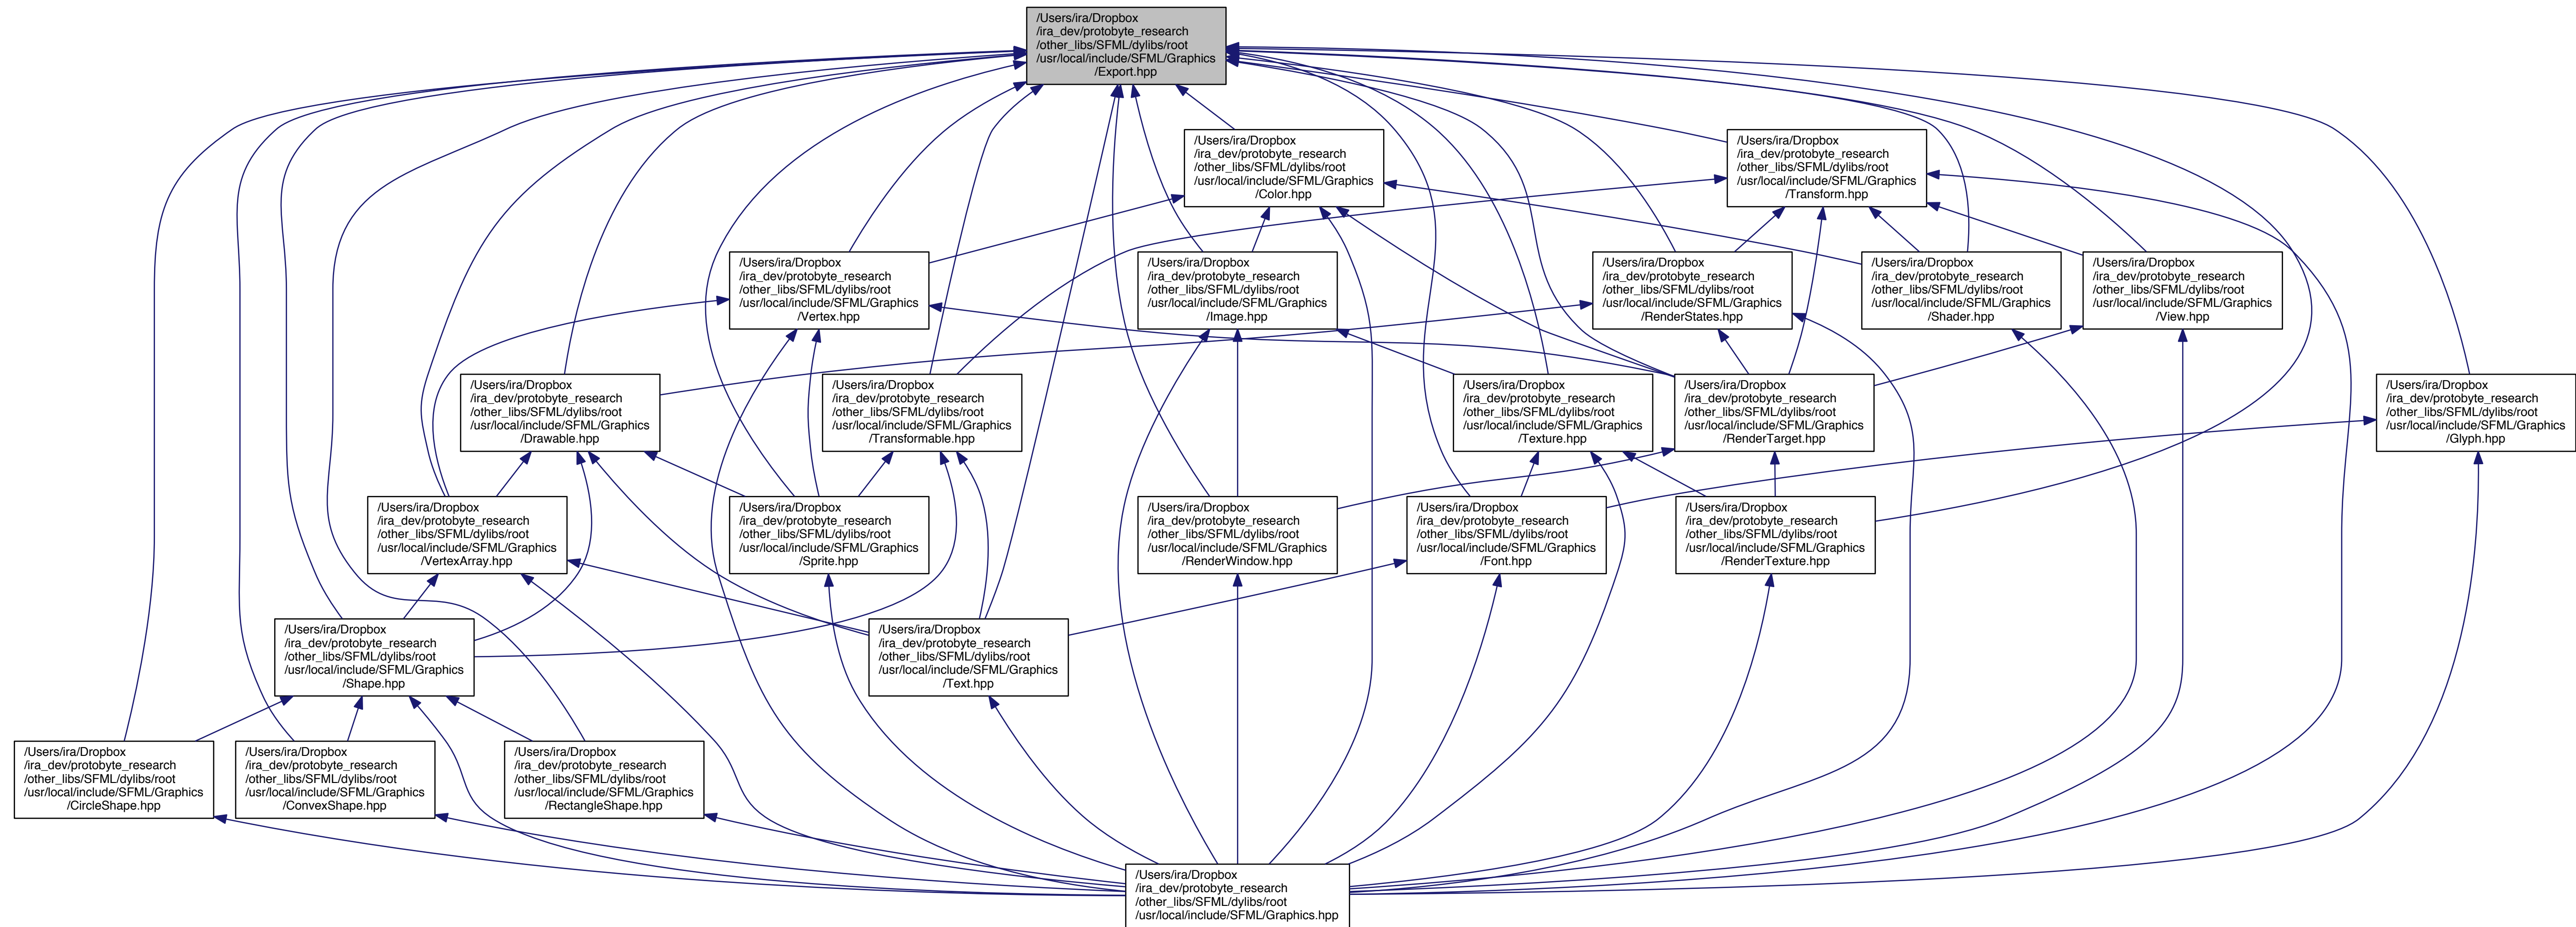 /Users/ira/Dropbox
/ira_dev/protobyte_research
/other_libs/SFML/dylibs/root
/usr/local/include/SFML/Graphics
/Export.hpp
/Users/ira/Dropbox
/ira_dev/protobyte_research
/other_libs/SFML/dylibs/root
/usr/local/include/SFML/Graphics
/Color.hpp
/Users/ira/Dropbox
/ira_dev/protobyte_research
/other_libs/SFML/dylibs/root
/usr/local/include/SFML/Graphics
/Transform.hpp
/Users/ira/Dropbox
/ira_dev/protobyte_research
/other_libs/SFML/dylibs/root
/usr/local/include/SFML/Graphics
/Vertex.hpp
/Users/ira/Dropbox
/ira_dev/protobyte_research
/other_libs/SFML/dylibs/root
/usr/local/include/SFML/Graphics
/Image.hpp
/Users/ira/Dropbox
/ira_dev/protobyte_research
/other_libs/SFML/dylibs/root
/usr/local/include/SFML/Graphics
/RenderStates.hpp
/Users/ira/Dropbox
/ira_dev/protobyte_research
/other_libs/SFML/dylibs/root
/usr/local/include/SFML/Graphics
/Shader.hpp
/Users/ira/Dropbox
/ira_dev/protobyte_research
/other_libs/SFML/dylibs/root
/usr/local/include/SFML/Graphics
/View.hpp
/Users/ira/Dropbox
/ira_dev/protobyte_research
/other_libs/SFML/dylibs/root
/usr/local/include/SFML/Graphics
/Drawable.hpp
/Users/ira/Dropbox
/ira_dev/protobyte_research
/other_libs/SFML/dylibs/root
/usr/local/include/SFML/Graphics
/Transformable.hpp
/Users/ira/Dropbox
/ira_dev/protobyte_research
/other_libs/SFML/dylibs/root
/usr/local/include/SFML/Graphics
/Texture.hpp
/Users/ira/Dropbox
/ira_dev/protobyte_research
/other_libs/SFML/dylibs/root
/usr/local/include/SFML/Graphics
/RenderTarget.hpp
/Users/ira/Dropbox
/ira_dev/protobyte_research
/other_libs/SFML/dylibs/root
/usr/local/include/SFML/Graphics
/Glyph.hpp
/Users/ira/Dropbox
/ira_dev/protobyte_research
/other_libs/SFML/dylibs/root
/usr/local/include/SFML/Graphics
/VertexArray.hpp
/Users/ira/Dropbox
/ira_dev/protobyte_research
/other_libs/SFML/dylibs/root
/usr/local/include/SFML/Graphics
/Sprite.hpp
/Users/ira/Dropbox
/ira_dev/protobyte_research
/other_libs/SFML/dylibs/root
/usr/local/include/SFML/Graphics
/RenderWindow.hpp
/Users/ira/Dropbox
/ira_dev/protobyte_research
/other_libs/SFML/dylibs/root
/usr/local/include/SFML/Graphics
/Font.hpp
/Users/ira/Dropbox
/ira_dev/protobyte_research
/other_libs/SFML/dylibs/root
/usr/local/include/SFML/Graphics
/RenderTexture.hpp
/Users/ira/Dropbox
/ira_dev/protobyte_research
/other_libs/SFML/dylibs/root
/usr/local/include/SFML/Graphics
/Shape.hpp
/Users/ira/Dropbox
/ira_dev/protobyte_research
/other_libs/SFML/dylibs/root
/usr/local/include/SFML/Graphics
/Text.hpp
/Users/ira/Dropbox
/ira_dev/protobyte_research
/other_libs/SFML/dylibs/root
/usr/local/include/SFML/Graphics
/CircleShape.hpp
/Users/ira/Dropbox
/ira_dev/protobyte_research
/other_libs/SFML/dylibs/root
/usr/local/include/SFML/Graphics
/ConvexShape.hpp
/Users/ira/Dropbox
/ira_dev/protobyte_research
/other_libs/SFML/dylibs/root
/usr/local/include/SFML/Graphics
/RectangleShape.hpp
/Users/ira/Dropbox
/ira_dev/protobyte_research
/other_libs/SFML/dylibs/root
/usr/local/include/SFML/Graphics.hpp